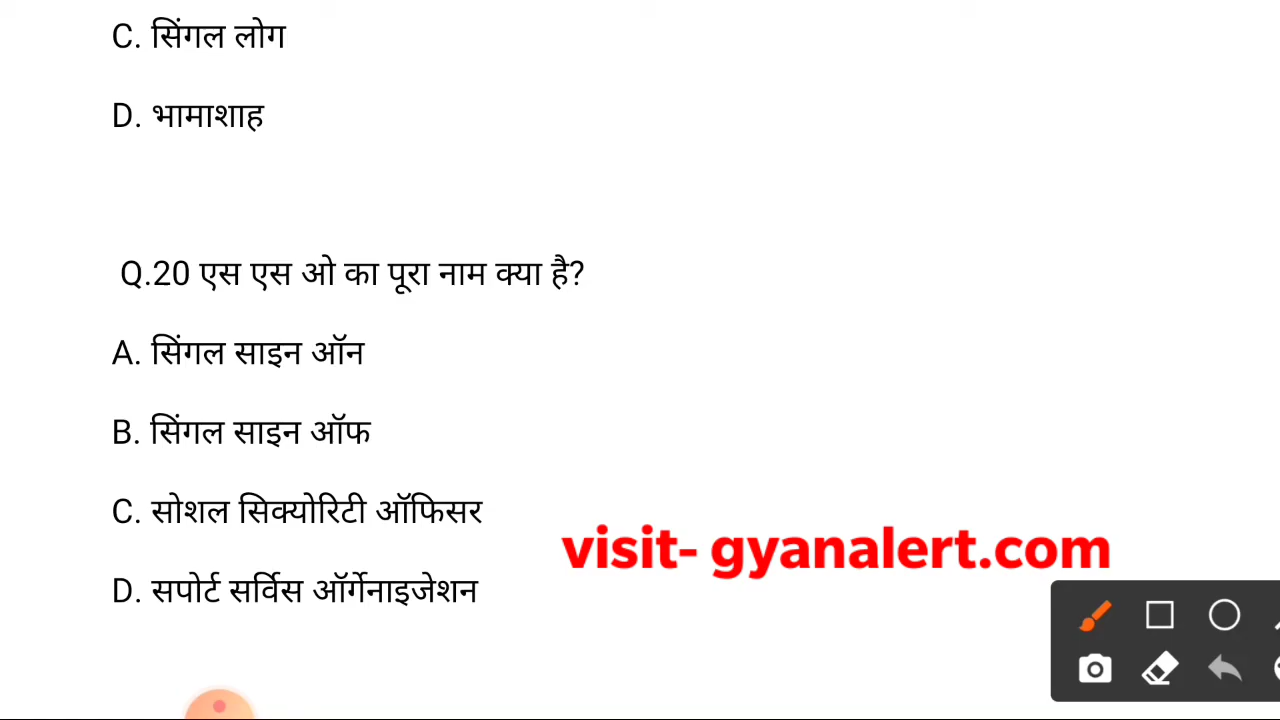 C. सिंगल लोग
D. भामाशाह
Q.20 एस एस ओ का पूरा नाम क्या है?
A. सिंगल साइन ऑन
B. सिंगल साइन ऑफ
C. सोशल सिक्योरिटी ऑफिसर
D. सपोर्ट सर्विस ऑर्गेनाइजेशन
visit- gyanalert.com